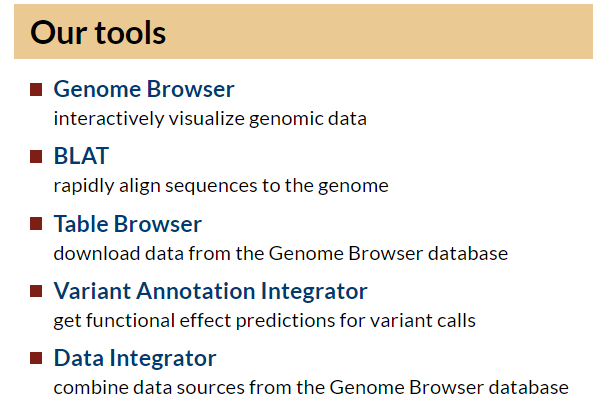 Our tools
Genome Browser
interactively visualize genomic data
BLAT
rapidly align sequences to the genome
Table Browser
download data from the Genome Browser database
Variant Annotation Integrator
get functional effect predictions for variant calls
Data Integrator
combine data sources from the Genome Browser database